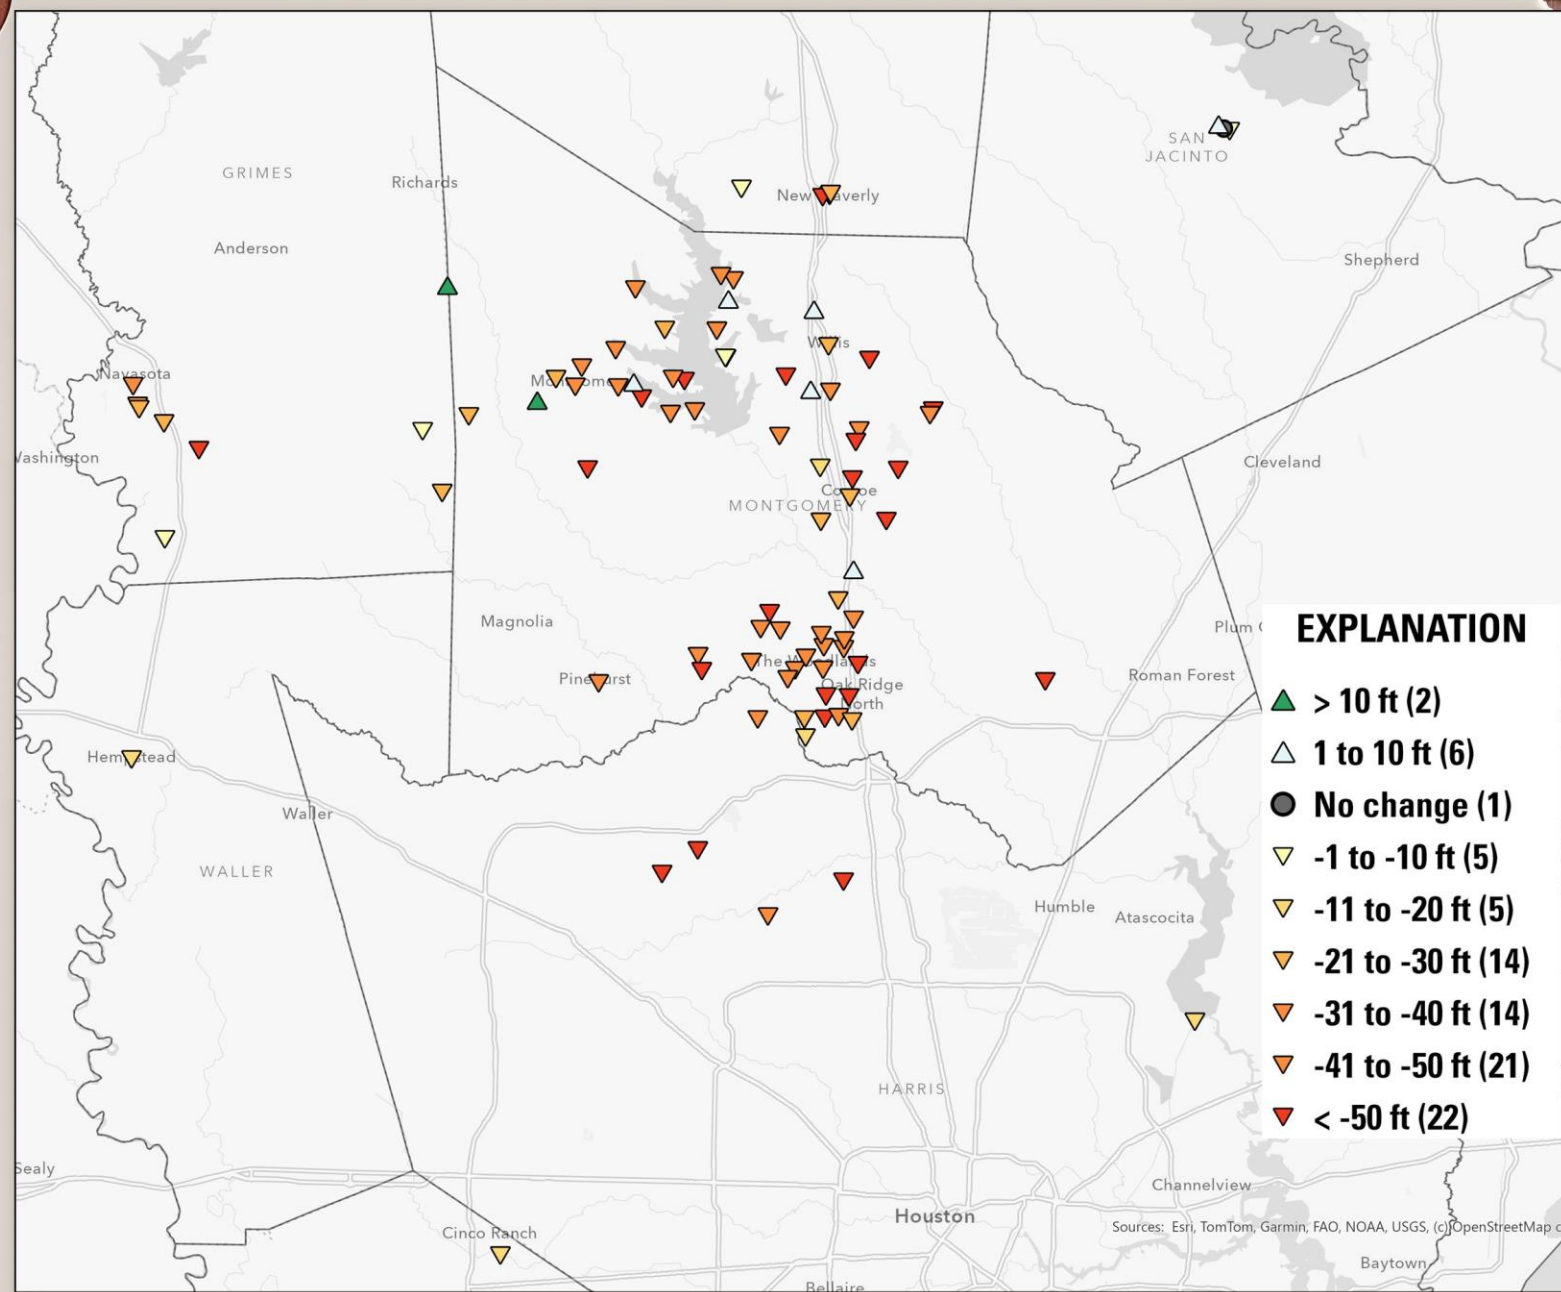 SAN
JACINTO
GRIMES
Richards
New Waverly
Anderson
Shepherd
Willis
Navasota
Montgomery
Washington
Cleveland
Conroe
MONTGOMERY
Magnolia
Plum
The Woodlands
Pinehurst
Oak Ridge
North
Roman Forest
Hempstead
Waller
WALLER
Humble
Atascocita
HARRIS
Sealy
Channelview
Houston
Cinco Ranch
Baytown
Bellaire
EXPLANATION
> 10 ft (2)
1 to 10 ft (6)
No change (1)
-1 to -10 ft (5)
-11 to -20 ft (5)
-21 to -30 ft (14)
-31 to -40 ft (14)
-41 to -50 ft (21)
< -50 ft (22)
Sources: Esri, TomTom, Garmin, FAO, NOAA, USGS, (c) OpenStreetMap